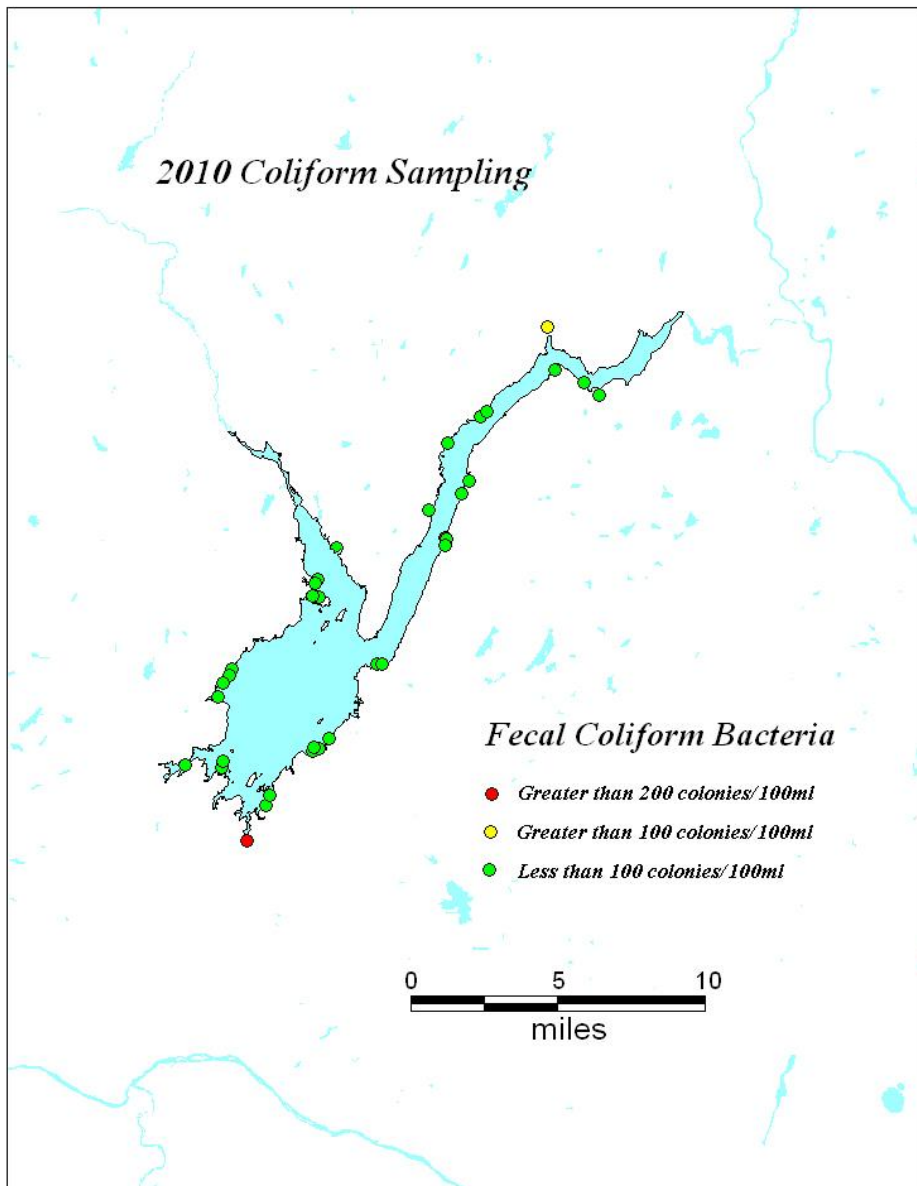 2010 Coliform Sampling
Fecal Coliform Bacteria
Greater than 200 colonies/100ml
Greater than 100 colonies/100ml
Less than 100 colonies/100ml
0 5 10
miles